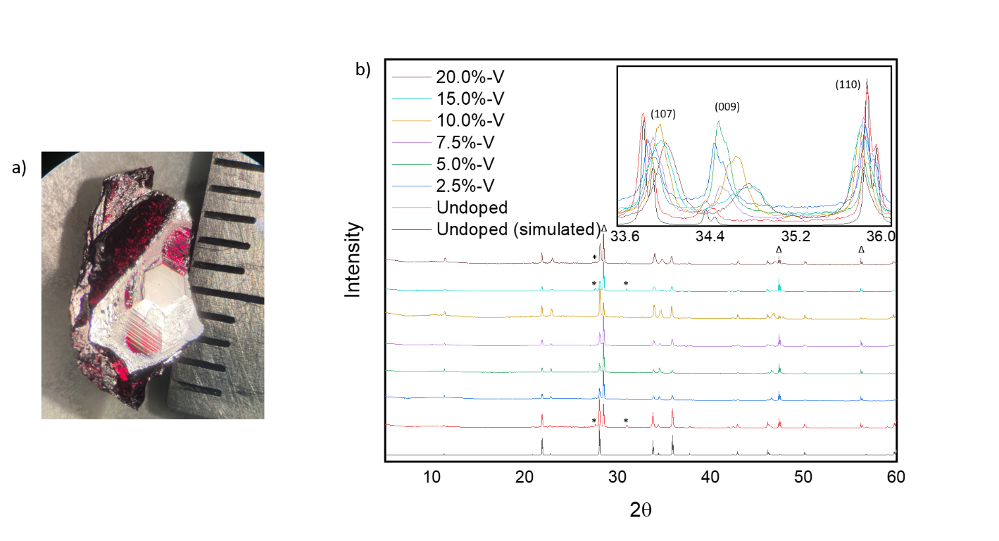 a)
b)
20.0%-V
15.0%-V
10.0%-V
7.5%-V
5.0%-V
2.5%-V
Undoped
Undoped (simulated)
(107)
(009)
(110)
33.6 34.4 35.2 36.0
Δ
Δ Δ
*
* *
* *
Intensity
10 20 30 40 50 60
2θ